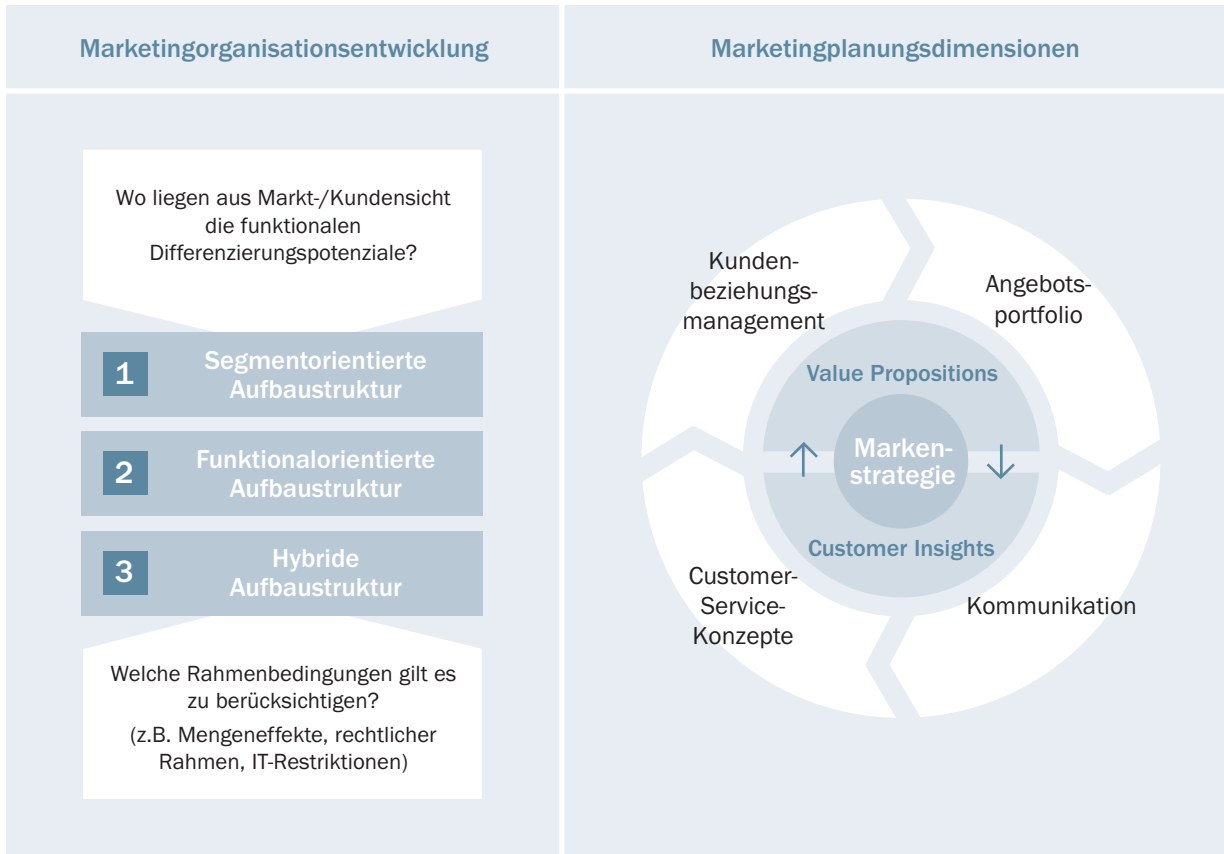 Marketingorganisationsentwicklung
Wo liegen aus Markt-/Kundensicht
die funktionalen
Differenzierungspotenziale?
1
Segmentorientierte
Aufbaustruktur
2
Funktionalorientierte
Aufbaustruktur
3
Hybride
Aufbaustruktur
Welche Rahmenbedingungen gilt es
zu berücksichtigen?
(z.B. Mengeneffekte, rechtlicher
Rahmen, IT-Restriktionen)
Marketingplanungsdimensionen
Kunden-
beziehungs-
management
Angebots-
portfolio
Value Propositions
Marken-
strategie
Customer Insights
Customer-
Service-
Konzepte
Kommunikation